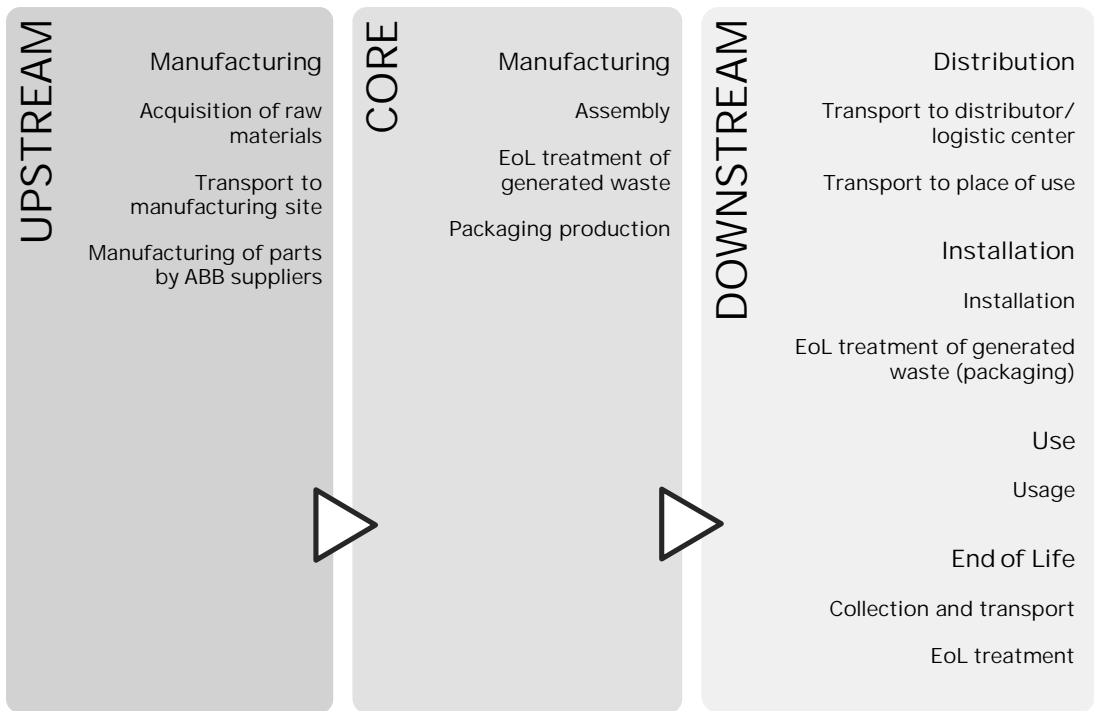 UPSTREAM
Manufacturing
Acquisition of raw
materials
Transport to
manufacturing site
Manufacturing of parts
by ABB suppliers
CORE
Manufacturing
Assembly
EoL treatment of
generated waste
Packaging production
DOWNSTREAM
Distribution
Transport to distributor/
logistic center
Transport to place of use
Installation
Installation
EoL treatment of generated
waste (packaging)
Use
Usage
End of Life
Collection and transport
EoL treatment